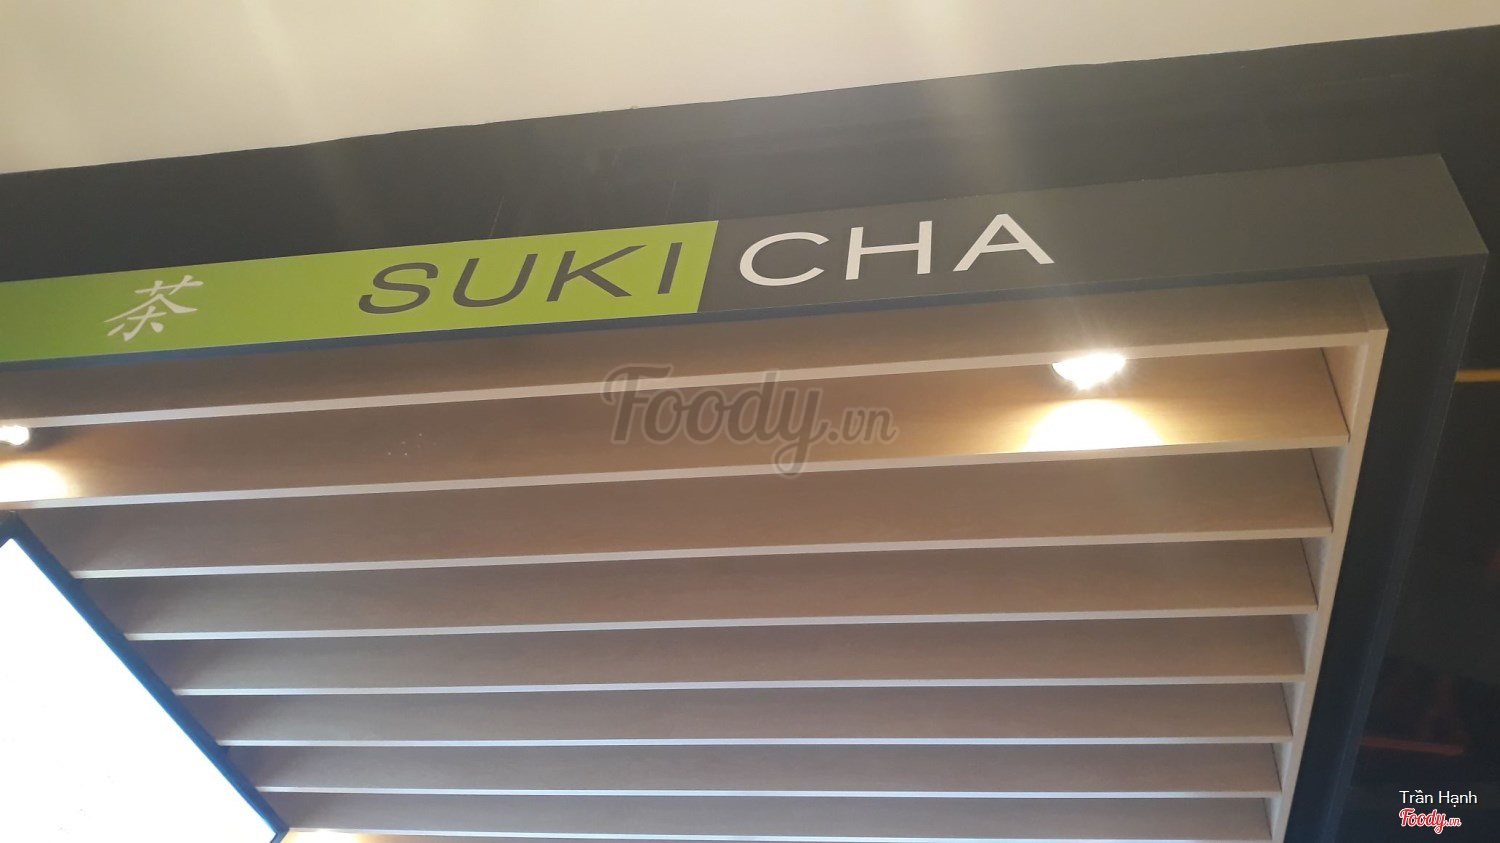 茶 SUKI CHA
Foody.vn
Trần Hạnh
Foody.vn